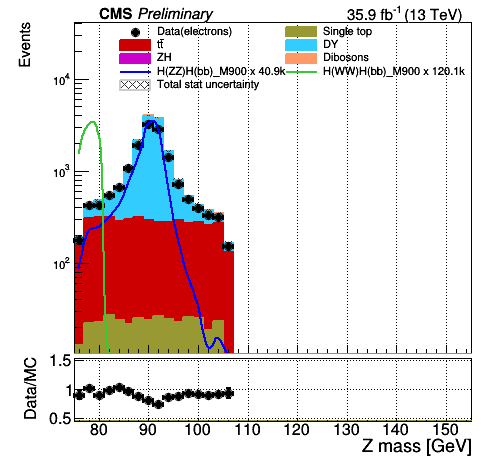 CMS Preliminary 35.9 fb⁻¹ (13 TeV)
Data(electrons) Single top
tt̄ DY
ZH Dibosons
H(ZZ)H(bb)_M900 x 40.9k H(WW)H(bb)_M900 x 120.1k
Total stat uncertainty
Events
10⁴
10³
10²
Data/MC
1.5
1
0.5
80 90 100 110 120 130 140 150
Z mass [GeV]